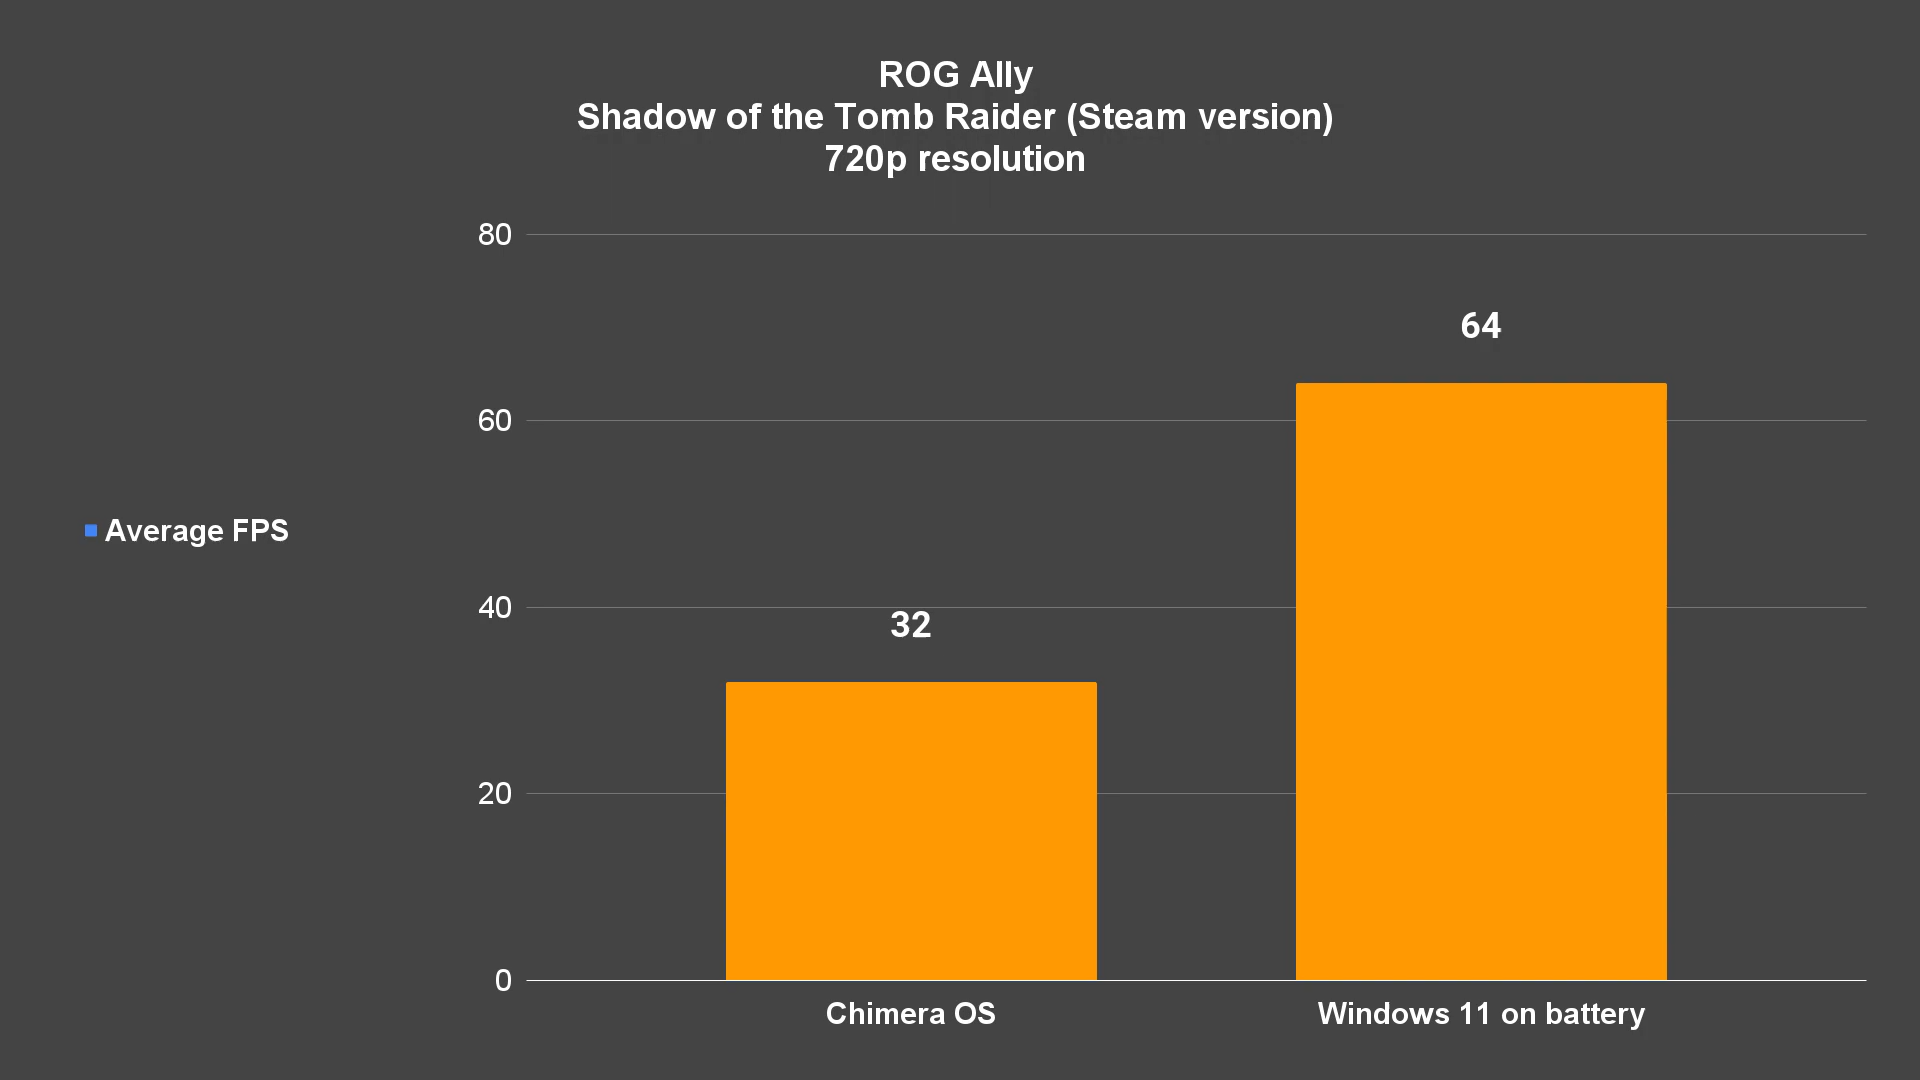 ROG Ally
Shadow of the Tomb Raider (Steam version)
720p resolution
80
64
60
Average FPS
40
32
20
0
Chimera OS
Windows 11 on battery